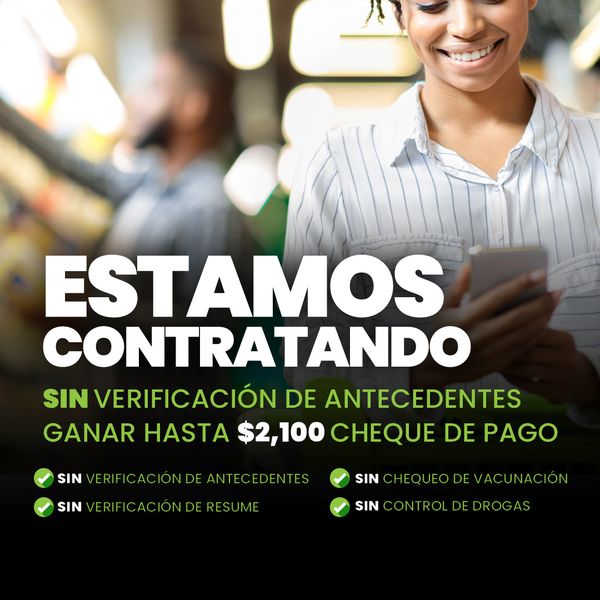 ESTAMOS
CONTRATANDO
SIN VERIFICACIÓN DE ANTECEDENTES
GANAR HASTA $2,100 CHEQUE DE PAGO
SIN VERIFICACIÓN DE ANTECEDENTES
SIN CHEQUEO DE VACUNACIÓN
SIN VERIFICACIÓN DE RESUME
SIN CONTROL DE DROGAS